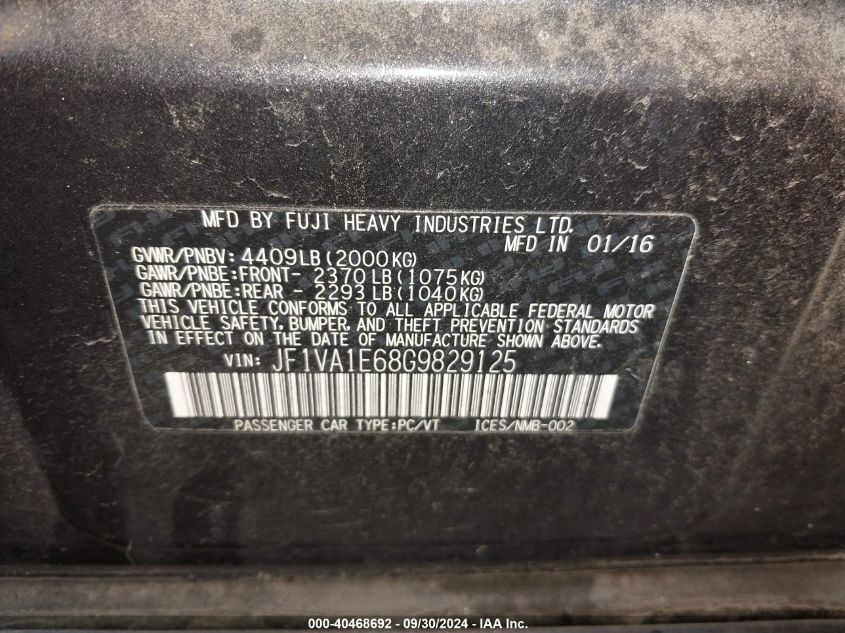 MFD BY FUJI HEAVY INDUSTRIES LTD.
MFD IN 01/16
GVWR/PNBV: 4409LB(2000KG)
GAWR/PNBE:FRONT- 2370LB(1075KG)
GAWR/PNBE:REAR - 2293LB(1040KG)
THIS VEHICLE CONFORMS TO ALL APPLICABLE FEDERAL MOTOR
VEHICLE SAFETY, BUMPER, AND THEFT PREVENTION STANDARDS
IN EFFECT ON THE DATE OF MANUFACTURE SHOWN ABOVE.
VIN: JF1VA1E68G9829125
PASSENGER CAR TYPE:PC/VT ICES/NMB-002
000-40468692 - 09/30/2024 - IAA Inc.